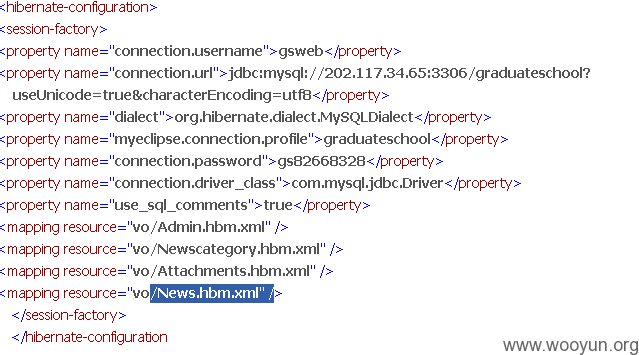 <hibernate-configuration>
<session-factory>
<property name="connection.username">gsweb</property>
<property name="connection.url">jdbc:mysql://202.117.34.65:3306/graduateschool?
useUnicode=true&characterEncoding=utf8</property>
<property name="dialect">org.hibernate.dialect.MySQLDialect</property>
<property name="myeclipse.connection.profile">graduateschool</property>
<property name="connection.password">gs82668328</property>
<property name="connection.driver_class">com.mysql.jdbc.Driver</property>
<property name="use_sql_comments">true</property>
<mapping resource="vo/Admin.hbm.xml" />
<mapping resource="vo/Newscategory.hbm.xml" />
<mapping resource="vo/Attachments.hbm.xml" />
<mapping resource="vo/News.hbm.xml" />
</session-factory>
</hibernate-configuration
www.wooyun.org